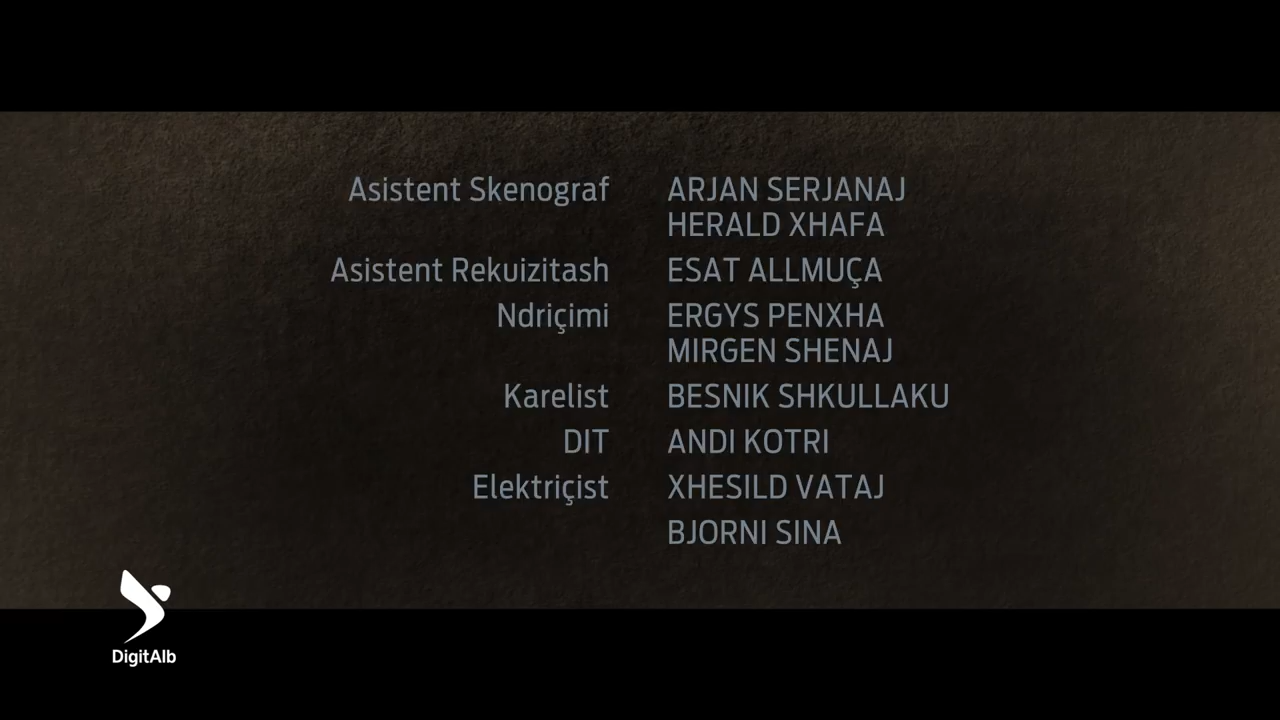 Asistent Skenograf ARJAN SERJANAJ
HERALD XHAFA
Asistent Rekuizitash ESAT ALLMUÇA
Ndriçimi ERGYS PENXHA
MIRGEN SHENAJ
Karelist BESNIK SHKULLAKU
DIT ANDI KOTRI
Elektriçist XHESILD VATAJ
BJORNI SINA
DigitAlb